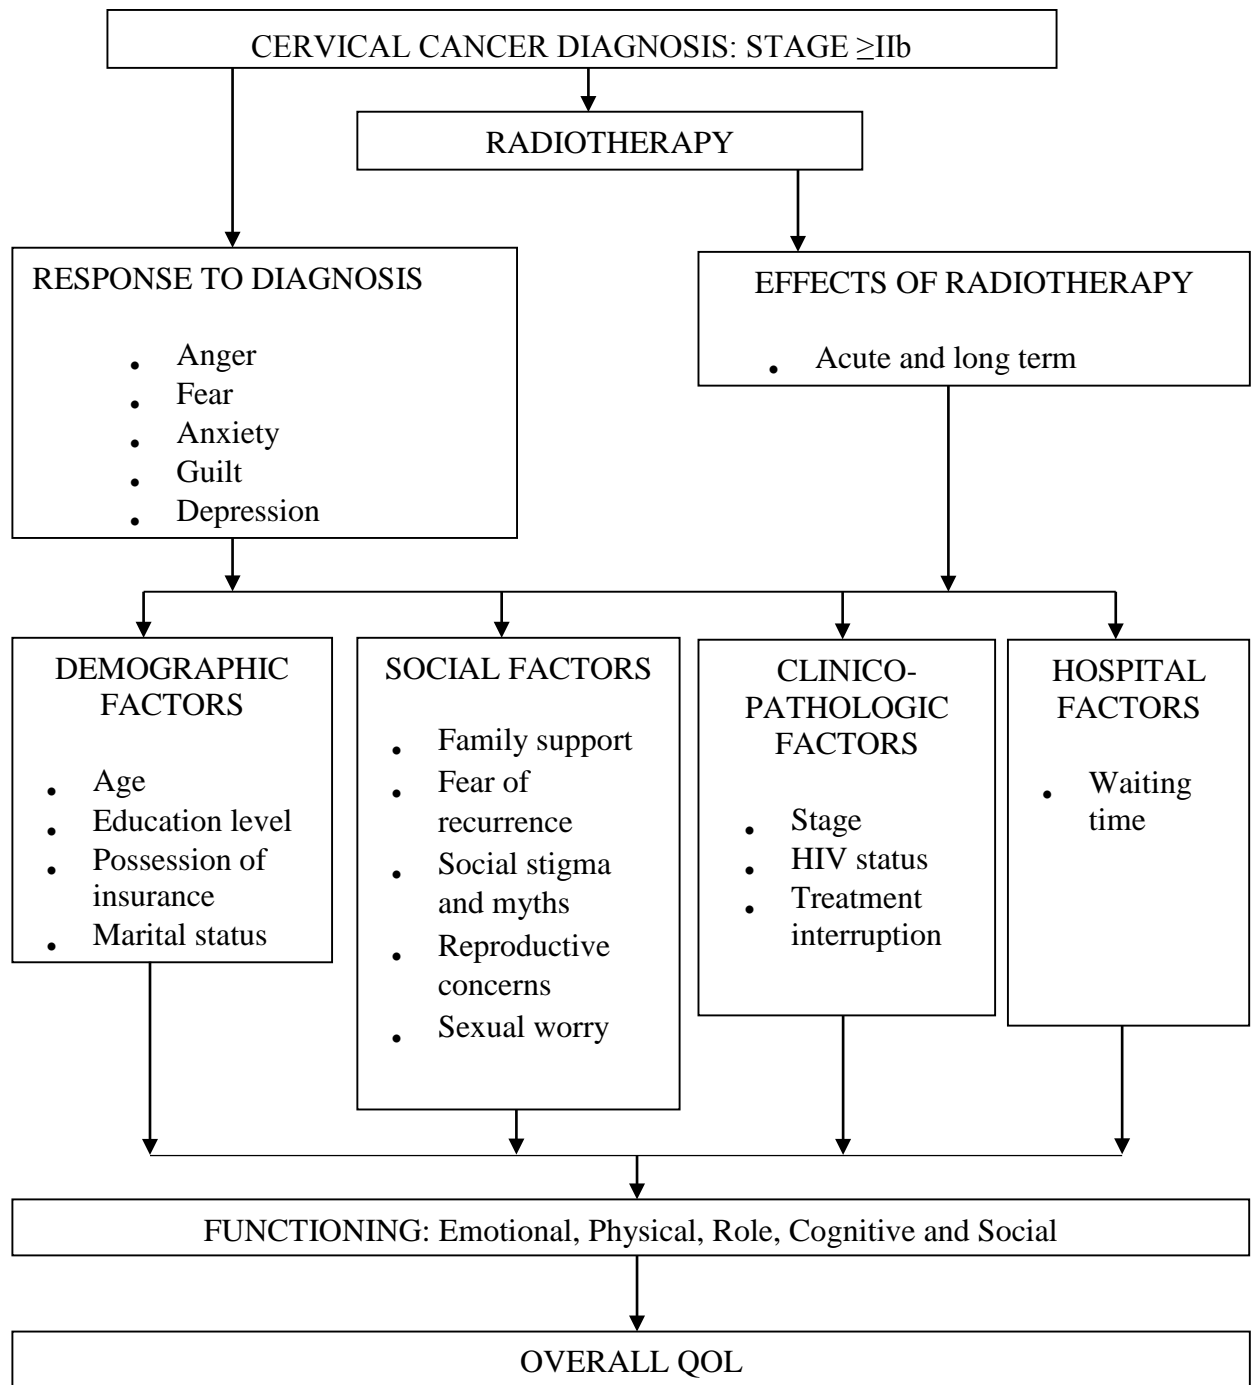 CERVICAL CANCER DIAGNOSIS: STAGE ≥IIb
RADIOTHERAPY
RESPONSE TO DIAGNOSIS
• Anger
• Fear
• Anxiety
• Guilt
• Depression
EFFECTS OF RADIOTHERAPY
• Acute and long term
DEMOGRAPHIC
FACTORS
• Age
• Education level
• Possession of
insurance
• Marital status
SOCIAL FACTORS
• Family support
• Fear of
recurrence
• Social stigma
and myths
• Reproductive
concerns
• Sexual worry
CLINICO-
PATHOLOGIC
FACTORS
• Stage
• HIV status
• Treatment
interruption
HOSPITAL
FACTORS
• Waiting
time
FUNCTIONING: Emotional, Physical, Role, Cognitive and Social
OVERALL QOL